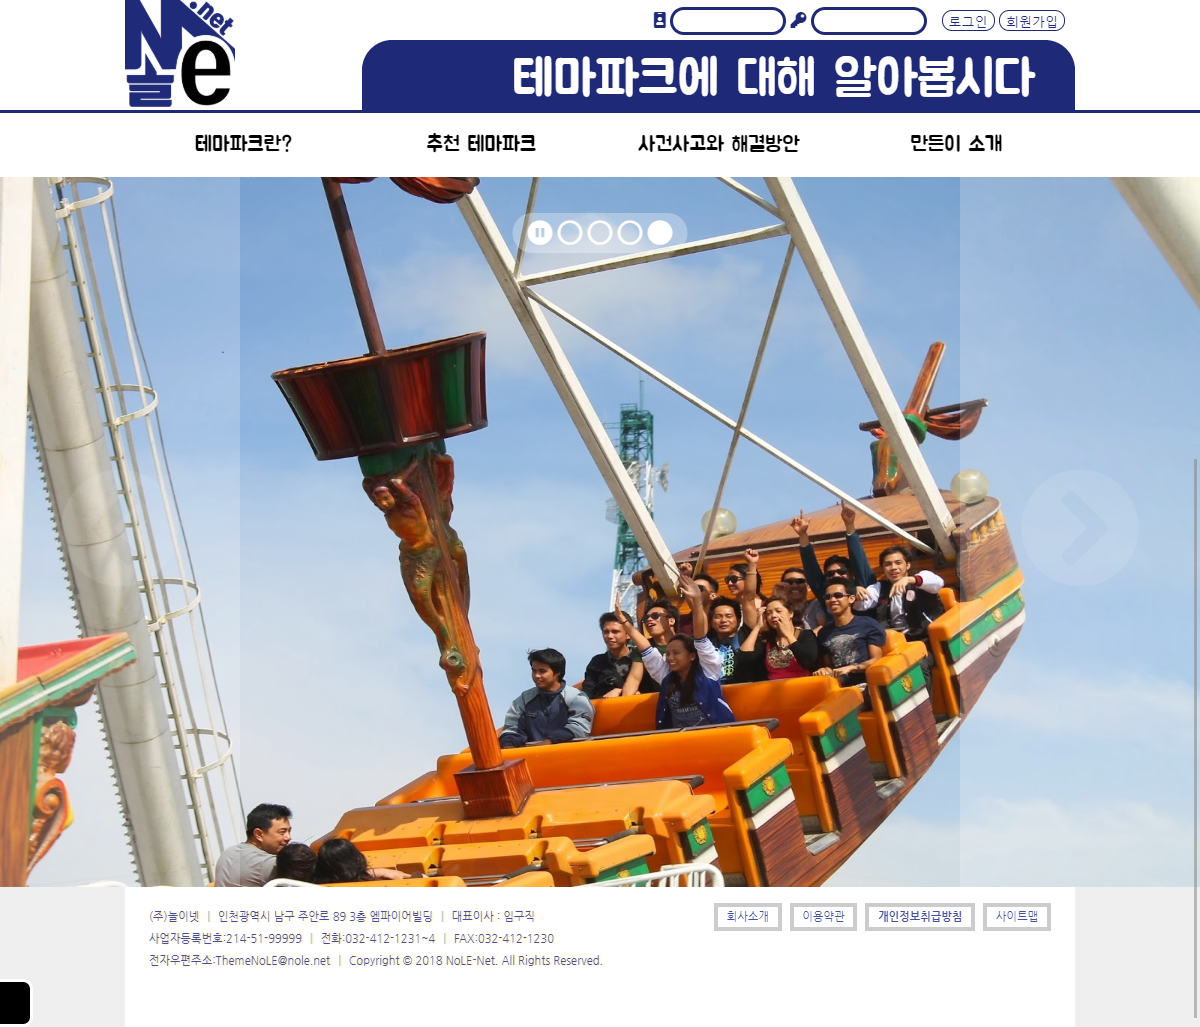 Ne.net
로그인 회원가입
테마파크에 대해 알아봅시다
테마파크란? 추천 테마파크 사건사고와 해결방안 만든이 소개
(주)놀이넷 | 인천광역시 남구 주안로 89 3층 엠파이어빌딩 | 대표이사 : 임구직
회사소개 이용약관 개인정보취급방침 사이트맵
사업자등록번호:214-51-99999 | 전화:032-412-1231~4 | FAX:032-412-1230
전자우편주소:ThemeNoLE@nole.net | Copyright © 2018 NoLE-Net. All Rights Reserved.